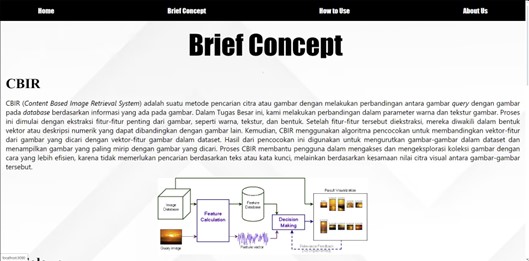 Home Brief Concept How to Use About Us
Brief Concept
CBIR
CBIR (Content Based Image Retrieval System) adalah suatu metode pencarian citra atau gambar dengan melakukan perbandingan antara gambar query dengan gambar
pada database berdasarkan informasi yang ada pada gambar. Dalam Tugas Besar ini, kami melakukan perbandingan dalam parameter warna dan tekstur gambar. Proses
ini dimulai dengan ekstraksi fitur-fitur penting dari gambar, seperti warna, tekstur, dan bentuk. Setelah fitur-fitur tersebut diekstraksi, mereka diwakili dalam bentuk
vektor atau deskripsi numerik yang dapat dibandingkan dengan gambar lain. Kemudian, CBIR menggunakan algoritma pencocokan untuk membandingkan vektor-fitur
dari gambar yang dicari dengan vektor-fitur gambar dalam dataset. Hasil dari pencocokan ini digunakan untuk mengurutkan gambar-gambar dalam dataset dan
menampilkan gambar yang paling mirip dengan gambar yang dicari. Proses CBIR membantu pengguna dalam mengakses dan mengeksplorasi koleksi gambar dengan
cara yang lebih efisien, karena tidak memerlukan pencarian berdasarkan teks atau kata kunci, melainkan berdasarkan kesamaan nilai citra visual antara gambar-gambar
tersebut.
Image
Database
Feature
Calculation
Feature
Database
Decision
Making
Result Visualization
Query Image
Feature vector
Relevance Feedback